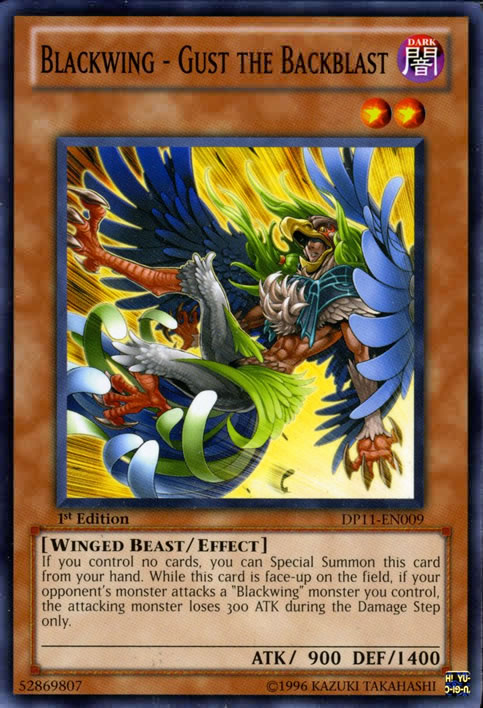 BLACKWING - GUST THE BACKBLAST
DARK
闇
1st Edition
DP11-EN009
[WINGED BEAST/EFFECT]
If you control no cards, you can Special Summon this card
from your hand. While this card is face-up on the field, if your
opponent's monster attacks a "Blackwing" monster you control,
the attacking monster loses 300 ATK during the Damage Step
only.
ATK/ 900 DEF/1400
52869807
©1996 KAZUKI TAKAHASHI